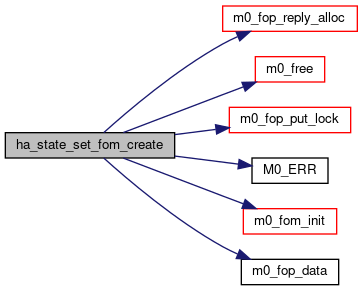 m0_fop_reply_alloc
m0_free
m0_fop_put_lock
ha_state_set_fom_create
M0_ERR
m0_fom_init
m0_fop_data